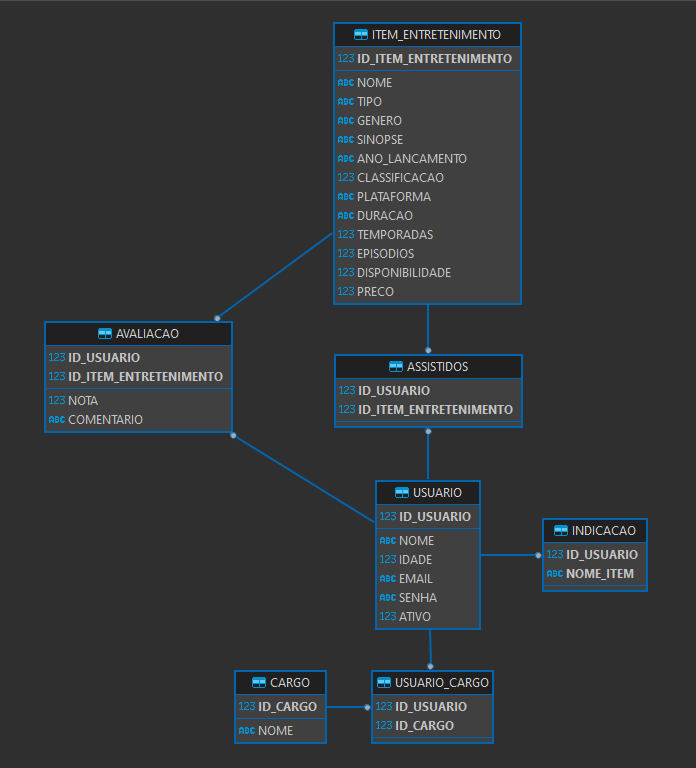 ITEM_ENTRETENIMENTO
123 ID_ITEM_ENTRETENIMENTO
ABC NOME
ABC TIPO
ABC GENERO
ABC SINOPSE
ABC ANO_LANCAMENTO
123 CLASSIFICACAO
ABC PLATAFORMA
ABC DURACAO
123 TEMPORADAS
123 EPISODIOS
123 DISPONIBILIDADE
123 PRECO
AVALIACAO
123 ID_USUARIO
123 ID_ITEM_ENTRETENIMENTO
123 NOTA
ABC COMENTARIO
ASSISTIDOS
123 ID_USUARIO
123 ID_ITEM_ENTRETENIMENTO
USUARIO
123 ID_USUARIO
ABC NOME
123 IDADE
ABC EMAIL
ABC SENHA
123 ATIVO
INDICACAO
123 ID_USUARIO
ABC NOME_ITEM
CARGO
123 ID_CARGO
ABC NOME
USUARIO_CARGO
123 ID_USUARIO
123 ID_CARGO